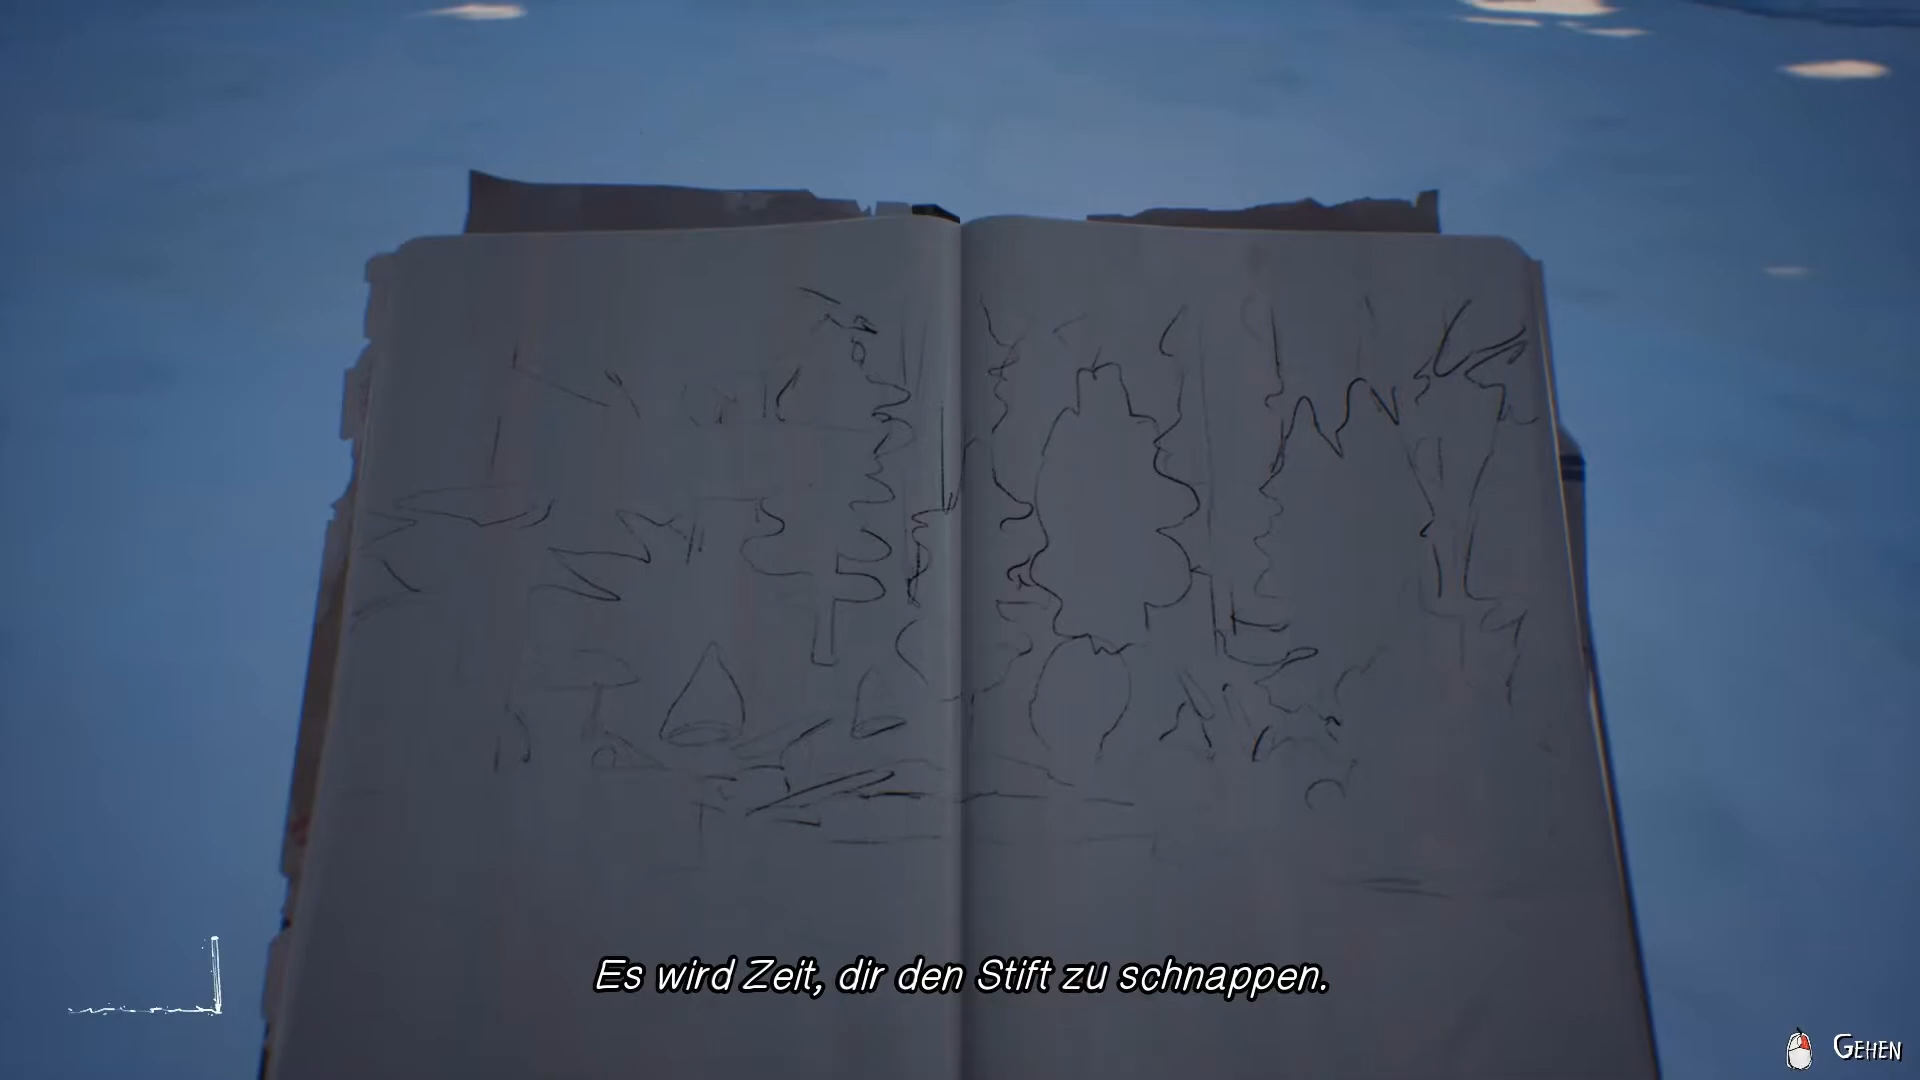 Es wird Zeit, dir den Stift zu schnappen.
GEHEN